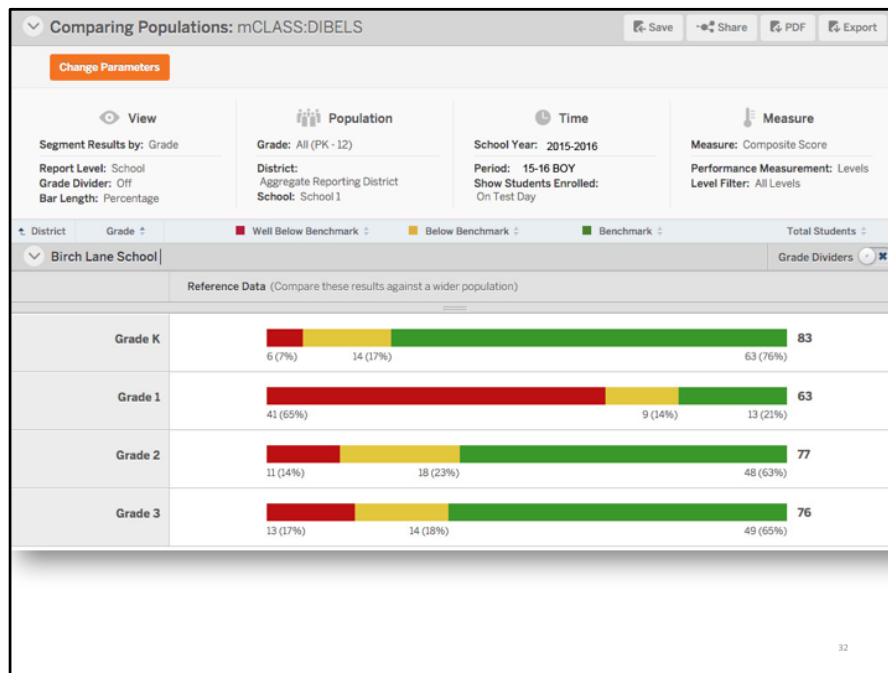 Comparing Populations: mCLASS:DIBELS
Save
Share
PDF
Export
Change Parameters
View
Segment Results by: Grade
Report Level: School
Grade Divider: Off
Bar Length: Percentage
Population
Grade: All (PK - 12)
District:
Aggregate Reporting District
School: School 1
Time
School Year: 2015-2016
Period: 15-16 BOY
Show Students Enrolled:
On Test Day
Measure
Measure: Composite Score
Performance Measurement: Levels
Level Filter: All Levels
District Grade Well Below Benchmark Below Benchmark Benchmark Total Students
Birch Lane School Grade Dividers
Reference Data (Compare these results against a wider population)
Grade K 83
6 (7%) 14 (17%) 63 (76%)
Grade 1 63
41 (65%) 9 (14%) 13 (21%)
Grade 2 77
11 (14%) 18 (23%) 48 (63%)
Grade 3 76
13 (17%) 14 (18%) 49 (65%)
32